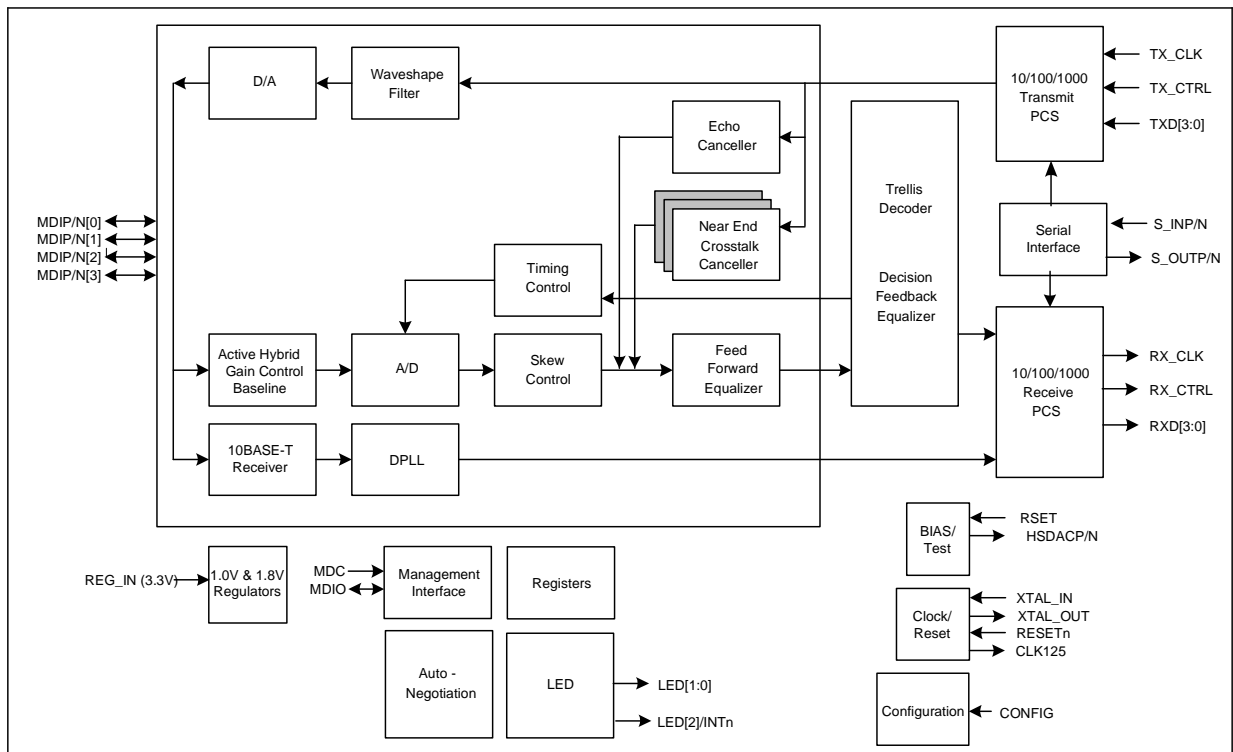 D/A
Waveshape
Filter
10/100/1000
Transmit
PCS
TX_CLK
TX_CTRL
TXD[3:0]
Echo
Canceller
Near End
Crosstalk
Canceller
Trellis
Decoder
Decision
Feedback
Equalizer
Serial
Interface
S_INP/N
S_OUTP/N
MDIP/N[0]
MDIP/N[1]
MDIP/N[2]
MDIP/N[3]
Timing
Control
Active Hybrid
Gain Control
Baseline
A/D
Skew
Control
Feed
Forward
Equalizer
10/100/1000
Receive
PCS
RX_CLK
RX_CTRL
RXD[3:0]
10BASE-T
Receiver
DPLL
BIAS/
Test
RSET
HSDACP/N
REG_IN (3.3V)
1.0V & 1.8V
Regulators
MDC
MDIO
Management
Interface
Registers
Clock/
Reset
XTAL_IN
XTAL_OUT
RESETn
CLK125
Auto -
Negotiation
LED
LED[1:0]
LED[2]/INTn
Configuration
CONFIG